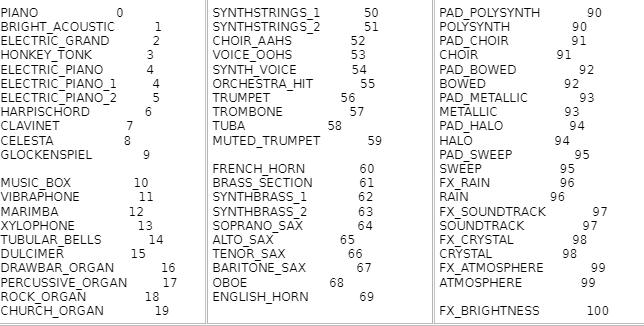 PIANO 0
BRIGHT_ACOUSTIC 1
ELECTRIC_GRAND 2
HONKEY_TONK 3
ELECTRIC_PIANO 4
ELECTRIC_PIANO_1 4
ELECTRIC_PIANO_2 5
HARPISCHORD 6
CLAVINET 7
CELESTA 8
GLOCKENSPIEL 9
MUSIC_BOX 10
VIBRAPHONE 11
MARIMBA 12
XYLOPHONE 13
TUBULAR_BELLS 14
DULCIMER 15
DRAWBAR_ORGAN 16
PERCUSSIVE_ORGAN 17
ROCK_ORGAN 18
CHURCH_ORGAN 19
SYNTHSTRINGS_1 50
SYNTHSTRINGS_2 51
CHOIR_AAHS 52
VOICE_OOHS 53
SYNTH_VOICE 54
ORCHESTRA_HIT 55
TRUMPET 56
TROMBONE 57
TUBA 58
MUTED_TRUMPET 59
FRENCH_HORN 60
BRASS_SECTION 61
SYNTHBRASS_1 62
SYNTHBRASS_2 63
SOPRANO_SAX 64
ALTO_SAX 65
TENOR_SAX 66
BARITONE_SAX 67
OBOE 68
ENGLISH_HORN 69
PAD_POLYSYNTH 90
POLYSYNTH 90
PAD_CHOIR 91
CHOIR 91
PAD_BOWED 92
BOWED 92
PAD_METALLIC 93
METALLIC 93
PAD_HALO 94
HALO 94
PAD_SWEEP 95
SWEEP 95
FX_RAIN 96
RAIN 96
FX_SOUNDTRACK 97
SOUNDTRACK 97
FX_CRYSTAL 98
CRYSTAL 98
FX_ATMOSPHERE 99
ATMOSPHERE 99
FX_BRIGHTNESS 100